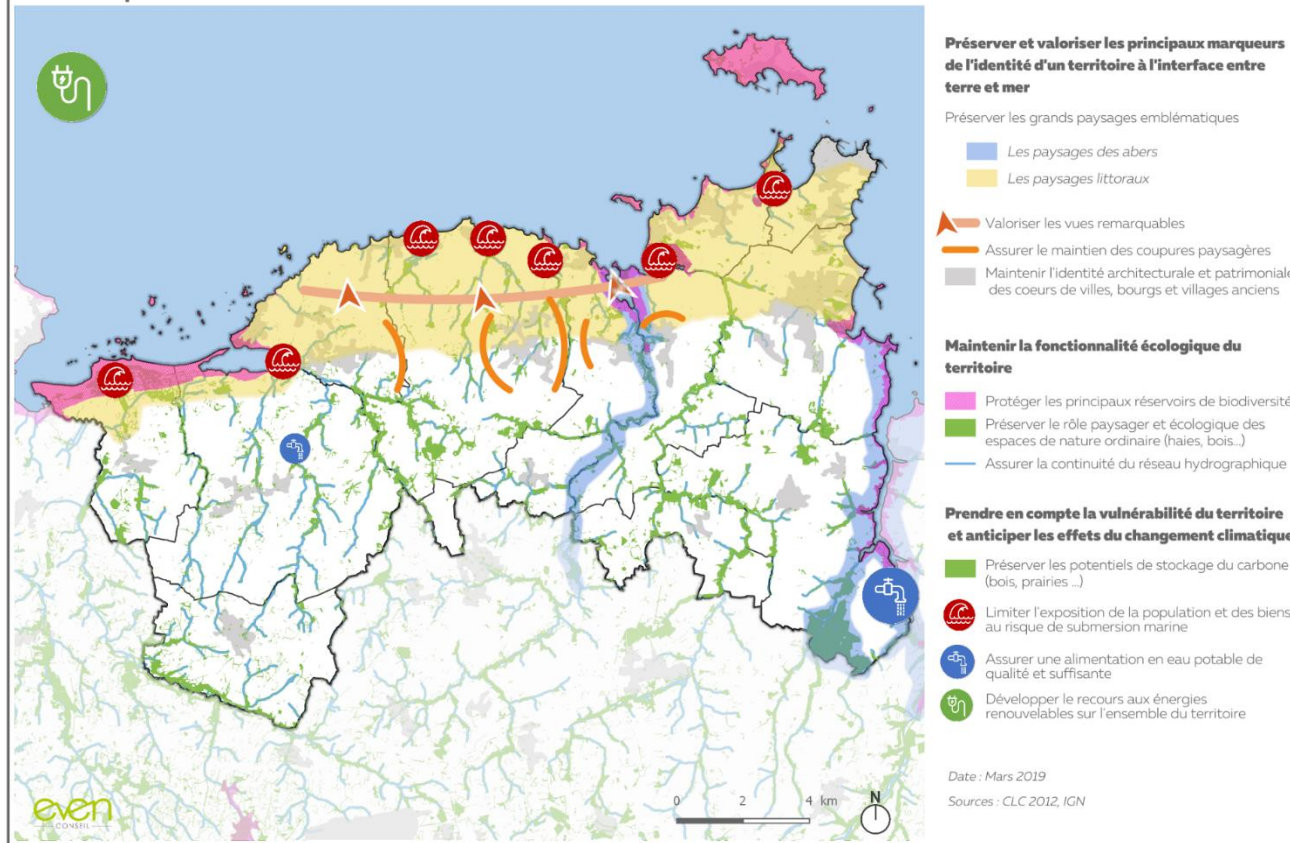 Préserver et valoriser les principaux marqueurs
de l'identité d'un territoire à l'interface entre
terre et mer
Préserver les grands paysages emblématiques
Les paysages des abers
Les paysages littoraux
Valoriser les vues remarquables
Assurer le maintien des coupures paysagères
Maintenir l'identité architecturale et patrimoniale
des coeurs de villes, bourgs et villages anciens
Maintenir la fonctionnalité écologique du
territoire
Protéger les principaux réservoirs de biodiversité
Préserver le rôle paysager et écologique des
espaces de nature ordinaire (haies, bois...)
Assurer la continuité du réseau hydrographique
Prendre en compte la vulnérabilité du territoire
et anticiper les effets du changement climatique
Préserver les potentiels de stockage du carbone
(bois, prairies ...)
Limiter l'exposition de la population et des biens
au risque de submersion marine
Assurer une alimentation en eau potable de
qualité et suffisante
Développer le recours aux énergies
renouvelables sur l'ensemble du territoire
Date : Mars 2019
Sources : CLC 2012, IGN
0 2 4 km
N
even
CONSEIL